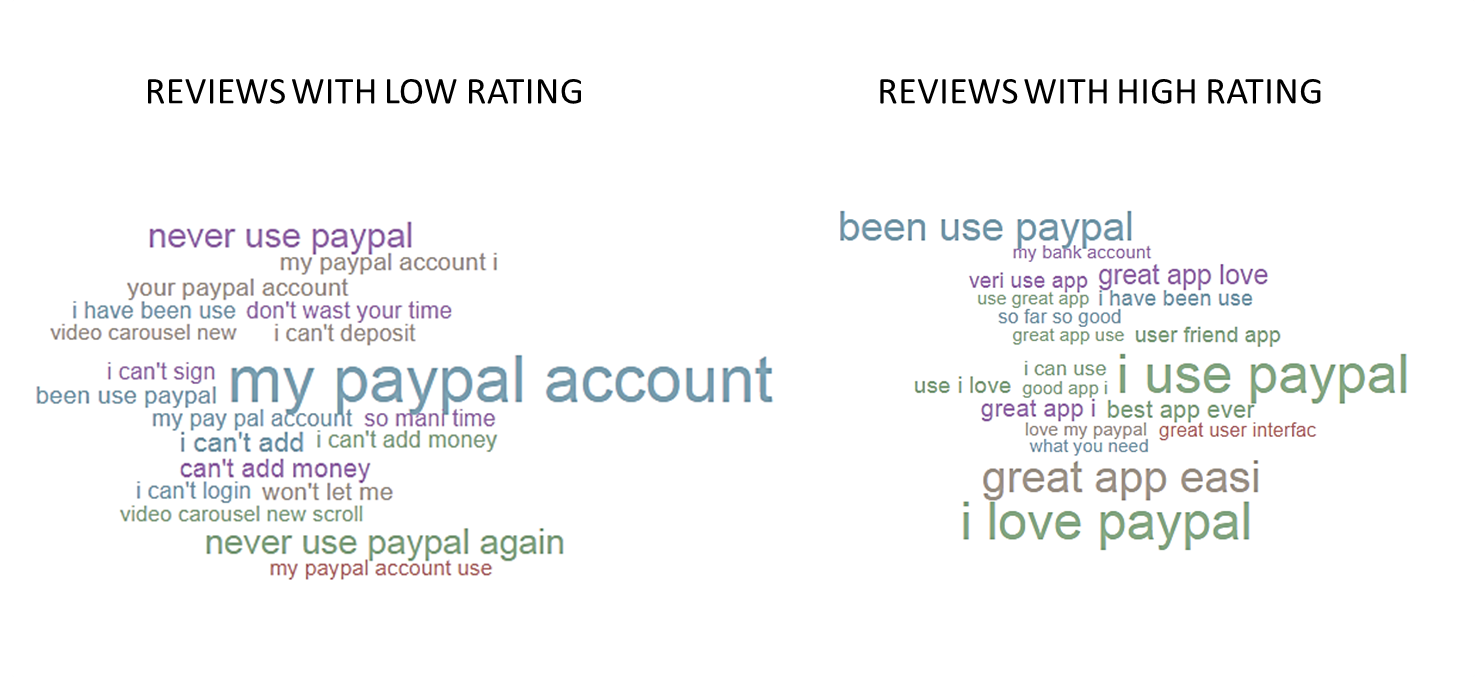 REVIEWS WITH LOW RATING
never use paypal
my paypal account i
your paypal account
i have been use don't wast your time
video carousel new i can't deposit
i can't sign
my paypal account
been use paypal
my pay pal account so mani time
i can't add i can't add money
can't add money
i can't login won't let me
video carousel new scroll
never use paypal again
my paypal account use
REVIEWS WITH HIGH RATING
been use paypal
my bank account
veri use app great app love
use great app i have been use
so far so good
great app use user friend app
i can use
i use paypal
use i love good app i
great app i best app ever
love my paypal great user interfac
what you need
great app easi
i love paypal